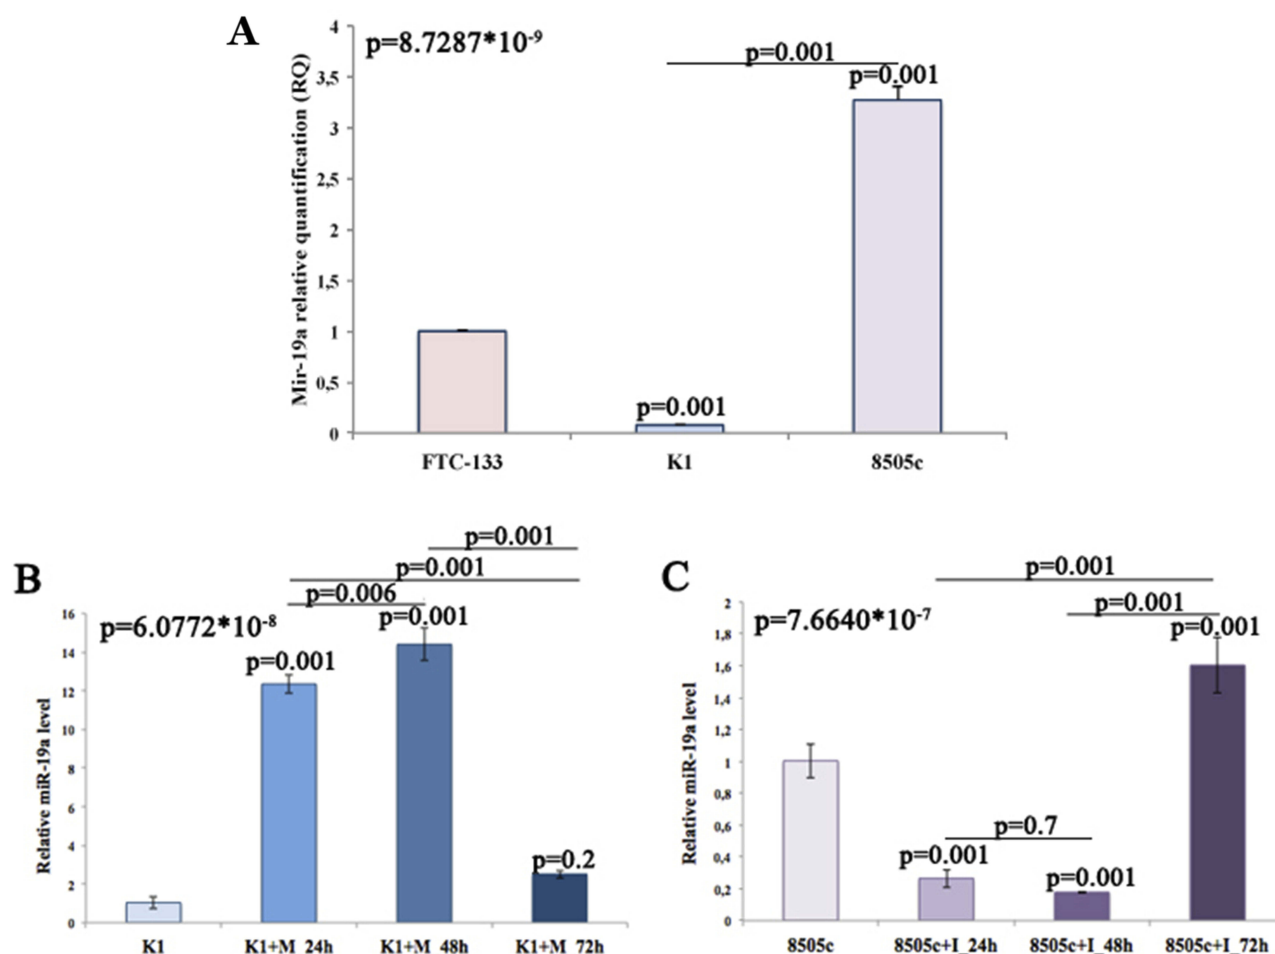 A
p=8.7287*10-9
p=0.001
p=0.001
p=0.001
Mir-19a relative quantification (RQ)
4
3,5
3
2,5
2
1,5
1
0,5
0
FTC-133
K1
8505c
B
p=0.001
p=0.001
p=0.006
p=6.0772*10-8
p=0.001
p=0.001
p=0.2
Relative miR-19a level
16
14
12
10
8
6
4
2
0
K1
K1+M 24h
K1+M 48h
K1+M 72h
C
p=0.001
p=0.001
p=7.6640*10-7
p=0.001
p=0.7
p=0.001
p=0.001
Relative miR-19a level
2
1,8
1,6
1,4
1,2
1
0,8
0,6
0,4
0,2
0
8505c
8505c+I_24h
8505c+I_48h
8505c+I_72h